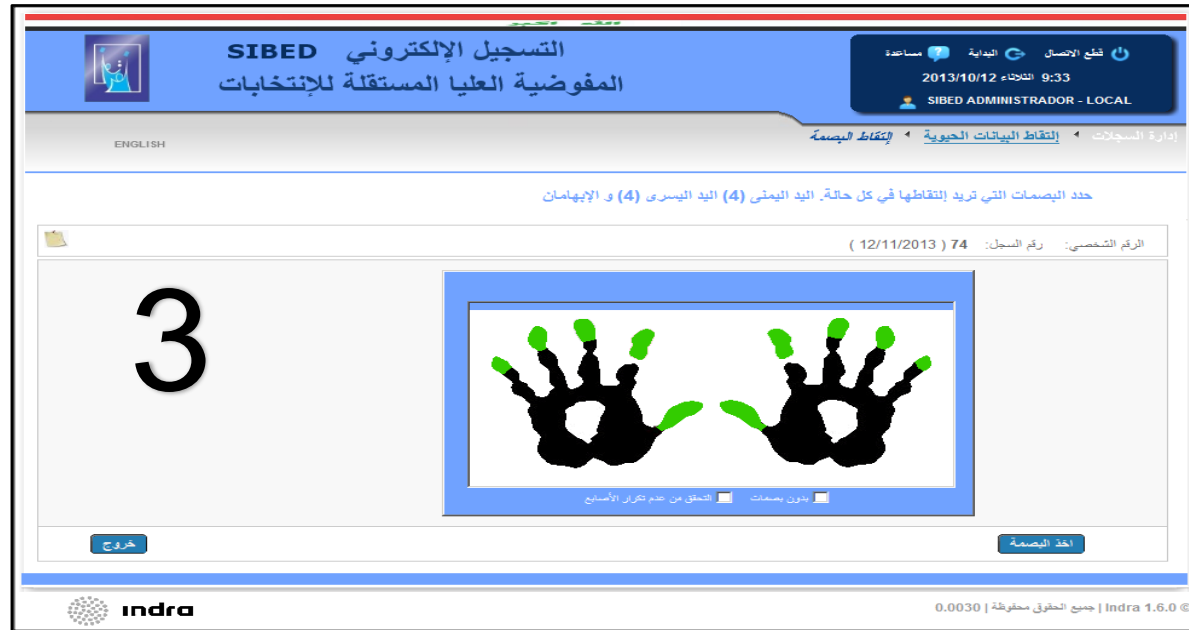 الله اكبر
التسجيل الإلكتروني SIBED
المفوضية العليا المستقلة للإنتخابات
قطع الاتصال البداية مساعدة
9:33 الثلاثاء 2013/10/12
SIBED ADMINISTRADOR - LOCAL
إدارة السجلات إلتقاط البيانات الحيوية إلتقاط البصمة
ENGLISH
حدد البصمات التي تريد إلتقاطها في كل حالة. اليد اليمنى (4) اليد اليسرى (4) و الإبهامان
الرقم الشخصي: رقم السجل: 74 ( 12/11/2013 )
3
بدون بصمات التحقق من عدم تكرار الأصابع
اخذ البصمة
خروج
indra
© Indra 1.6.0 | جميع الحقوق محفوظة | 0.0030